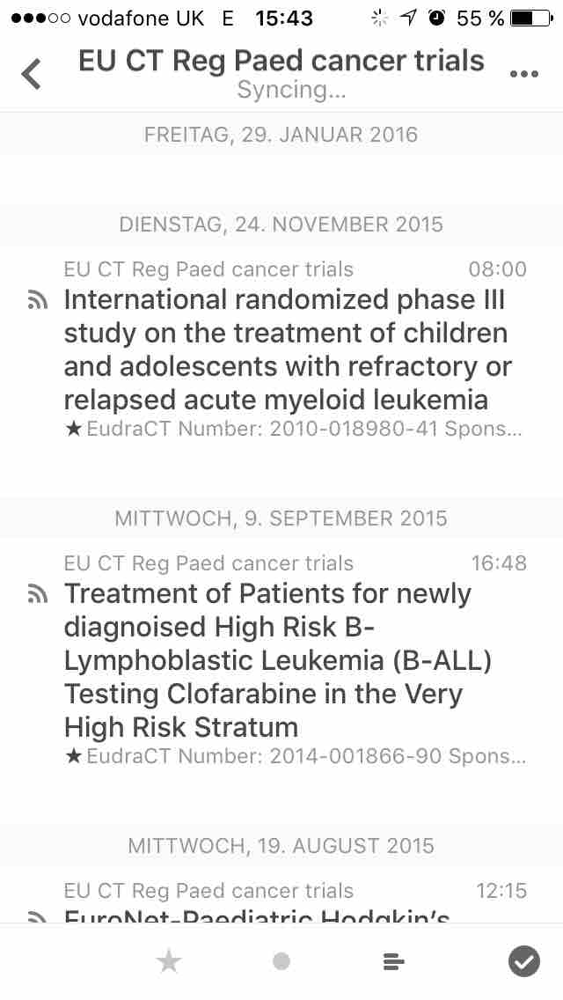 vodafone UK E 15:43 55 %
EU CT Reg Paed cancer trials
Syncing...
FREITAG, 29. JANUAR 2016
DIENSTAG, 24. NOVEMBER 2015
EU CT Reg Paed cancer trials 08:00
International randomized phase III
study on the treatment of children
and adolescents with refractory or
relapsed acute myeloid leukemia
★EudraCT Number: 2010-018980-41 Spons...
MITTWOCH, 9. SEPTEMBER 2015
EU CT Reg Paed cancer trials 16:48
Treatment of Patients for newly
diagnoised High Risk B-
Lymphoblastic Leukemia (B-ALL)
Testing Clofarabine in the Very
High Risk Stratum
★EudraCT Number: 2014-001866-90 Spons...
MITTWOCH, 19. AUGUST 2015
EU CT Reg Paed cancer trials 12:15
EuroNet-Paediatric Hodgkin's